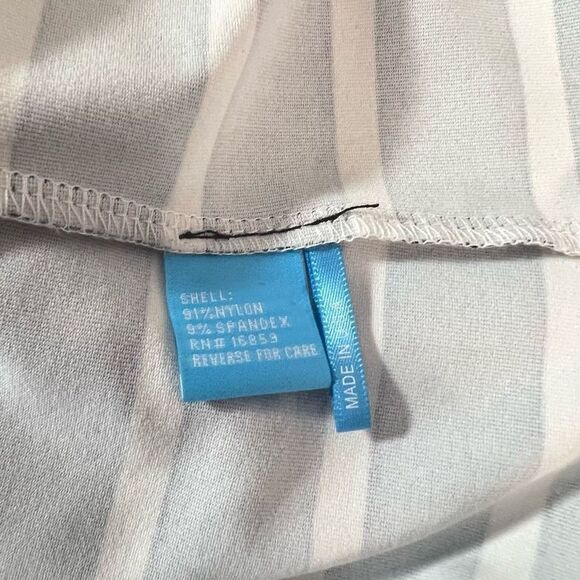 SHELL:
91%NYLON
9% SPANDEX
RN# 16859
REVERSE FOR CARE
MADE IN U.S.A.